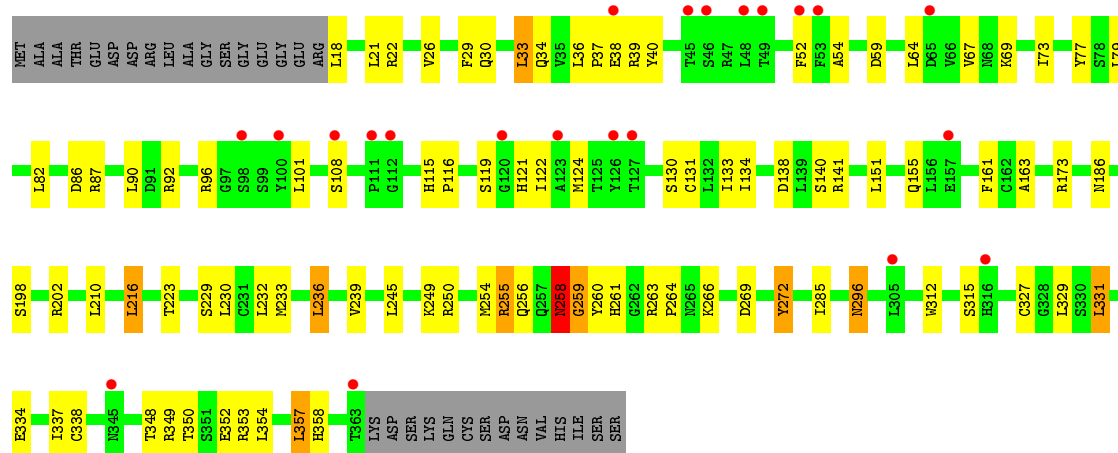 MET ALA ALA THR GLU ASP ASP ARG LEU ALA GLY SER GLY GLU GLY GLU ARG L18 L21 R22 V26 F29 Q30 L33 Q34 V35 L36 P37 E38 R39 Y40 T45 S46 R47 L48 T49 F52 F53 A54 D59 L64 D65 V66 V67 N68 K69 I73 Y77 S78 L79
L82 D86 R87 L90 D91 R92 R96 G97 S98 S99 Y100 L101 S108 P111 G112 H115 P116 S119 G120 H121 I122 A123 M124 T125 Y126 T127 S130 C131 L132 I133 I134 D138 L139 S140 R141 L151 Q155 L156 E157 F161 C162 A163 R173 N186
S198 R202 L210 L216 T223 S229 L230 C231 L232 M233 L236 V239 L245 K249 R250 M254 R255 Q256 Q257 N258 G259 Y260 H261 G262 R263 P264 N265 K266 D269 Y272 I285 N296 L305 W312 S315 H316 C327 G328 L329 S330 L331
E334 I337 C338 N345 T348 R349 T350 S351 E352 R353 L354 L357 H358 T363 LYS ASP SER LYS GLN CYS SER ASP ASN VAL HIS ILE SER SER